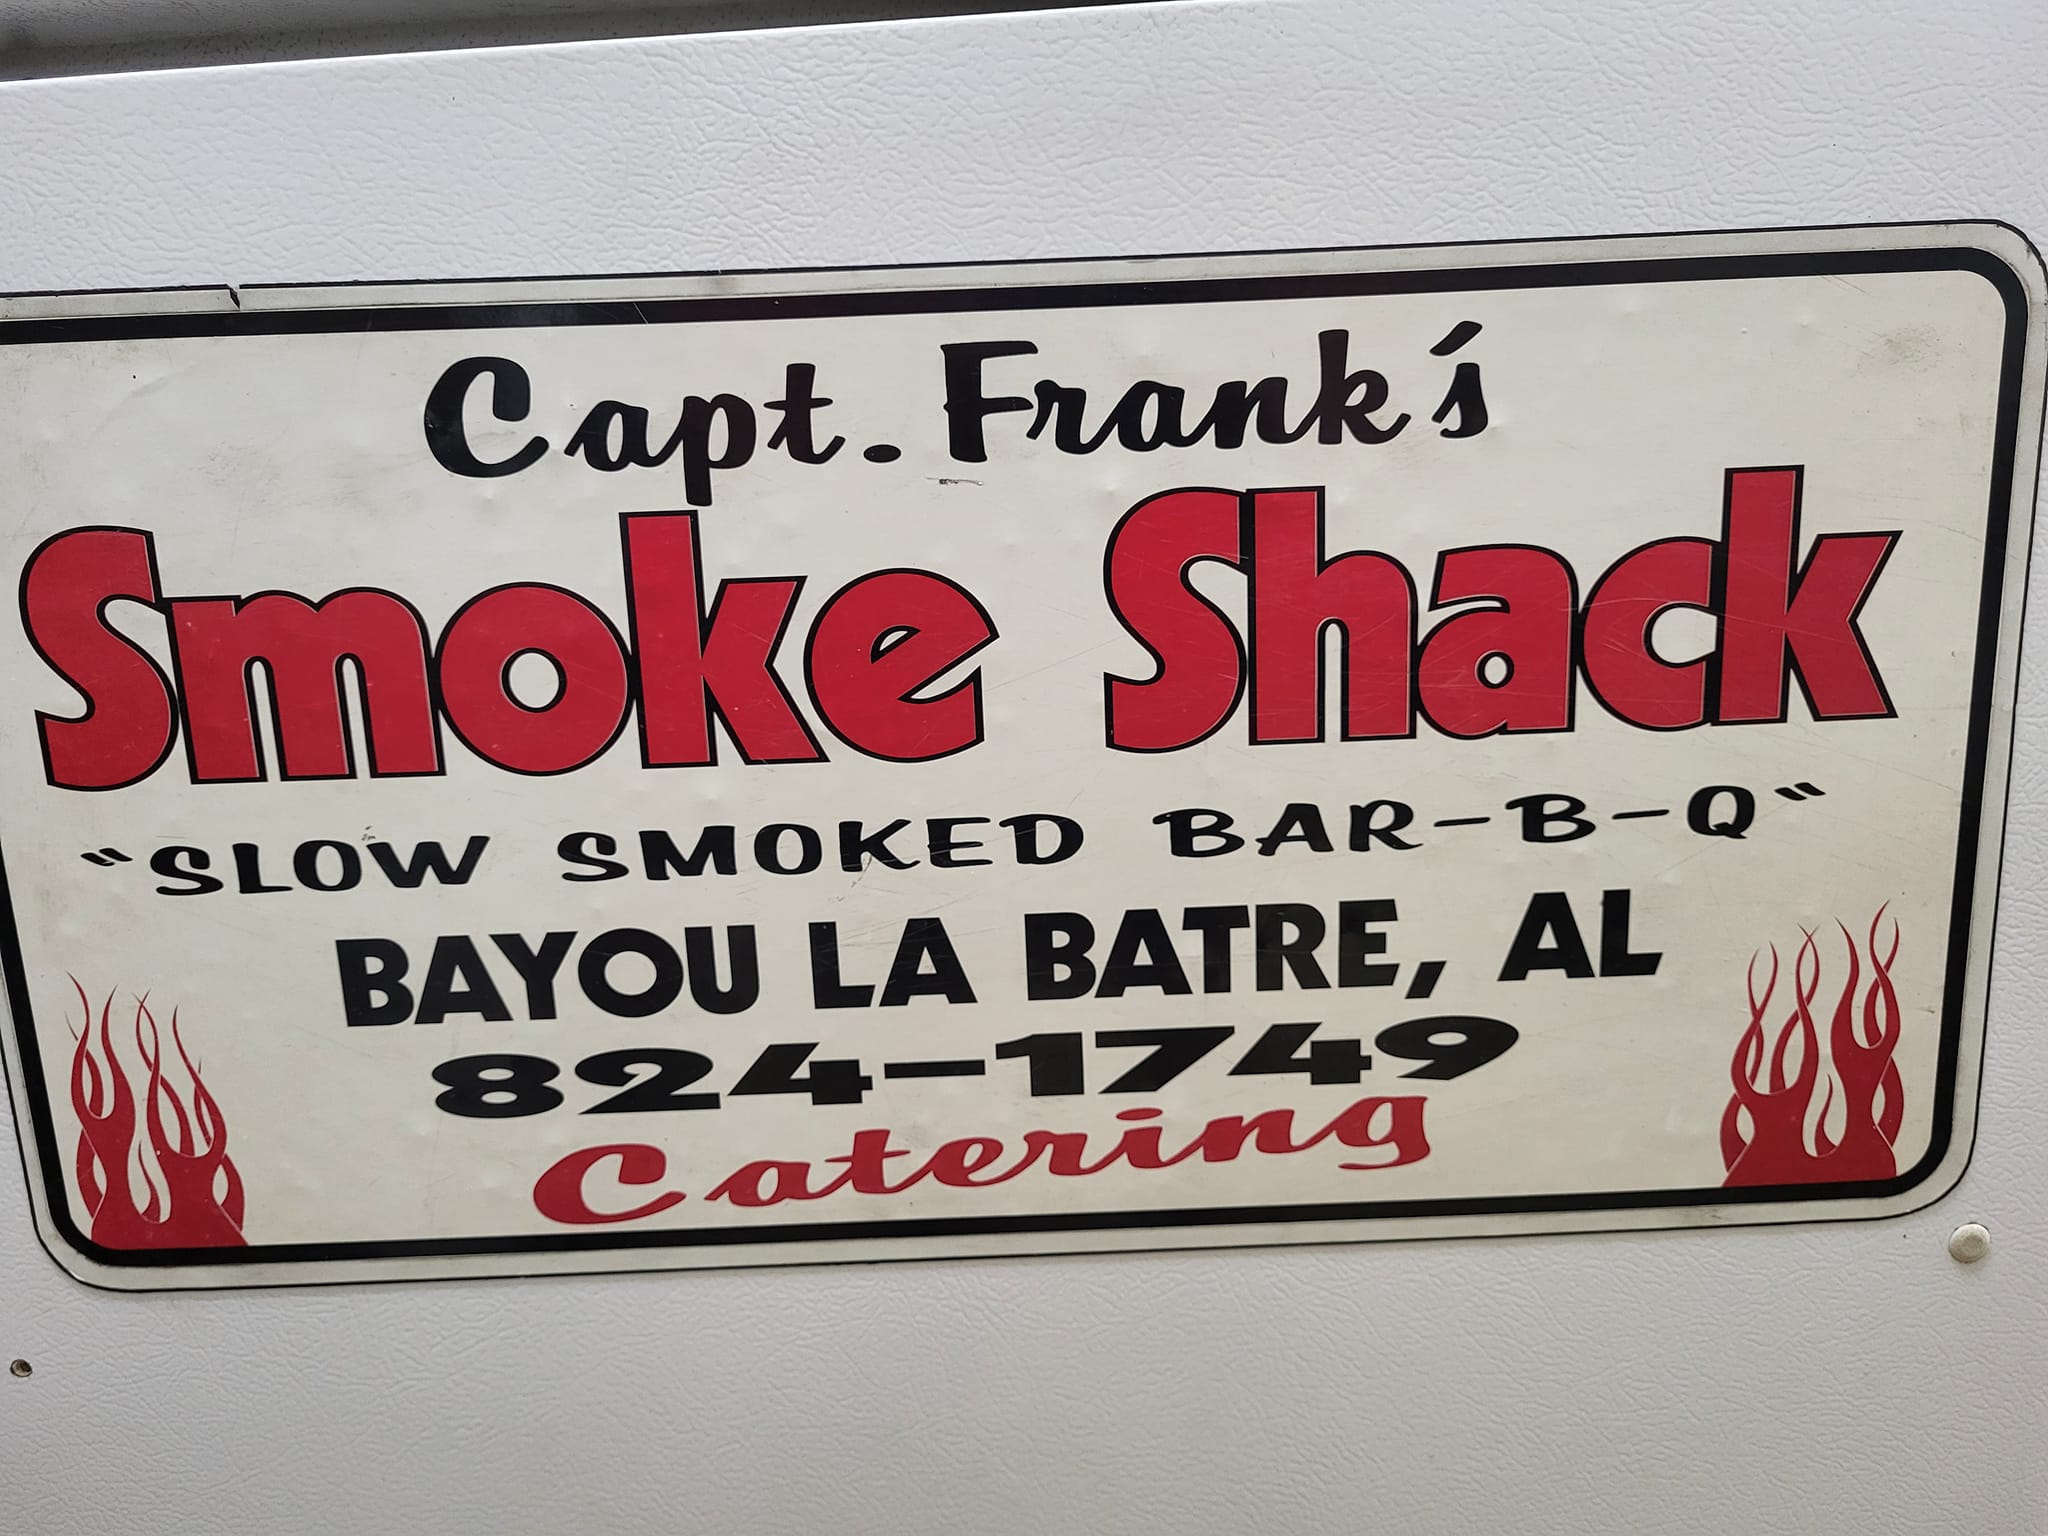 Capt. Frank's
Smoke Shack
"SLOW SMOKED BAR-B-Q"
BAYOU LA BATRE, AL
824-1749
Catering